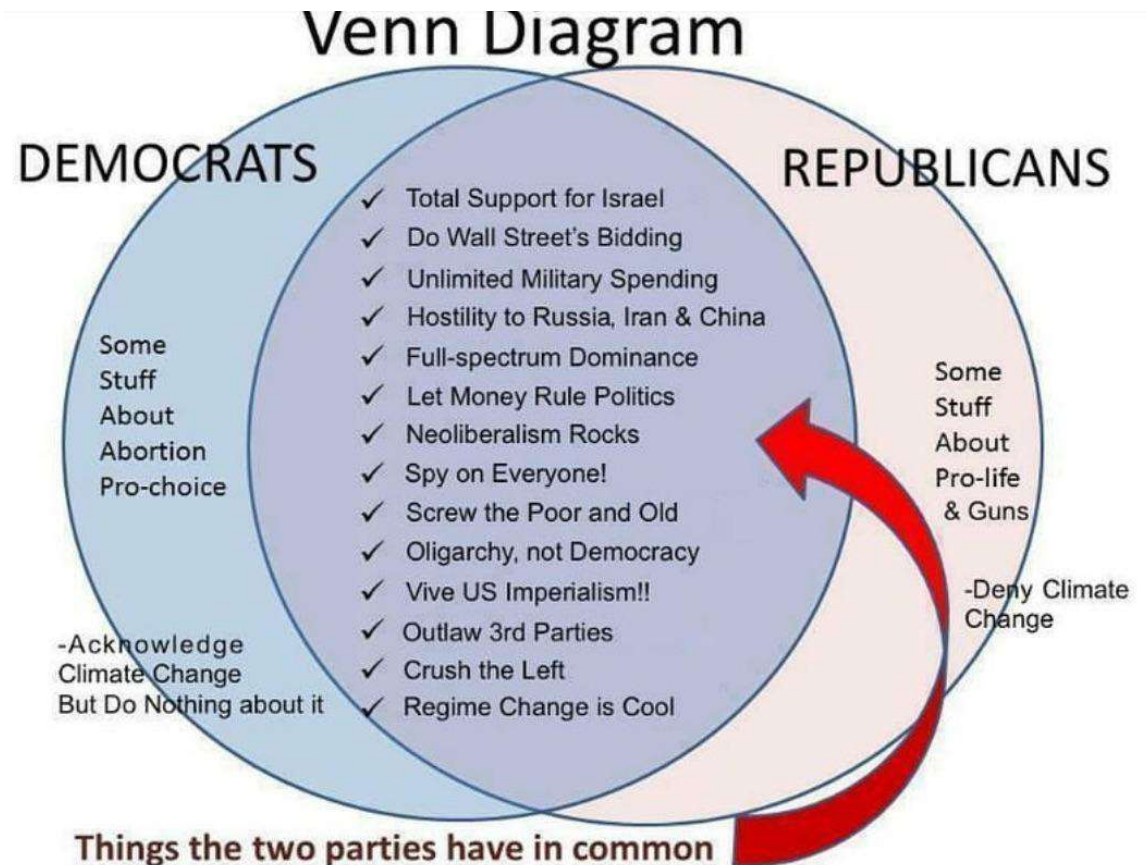 Venn Diagram
DEMOCRATS
REPUBLICANS
✓ Total Support for Israel
✓ Do Wall Street's Bidding
✓ Unlimited Military Spending
✓ Hostility to Russia, Iran & China
✓ Full-spectrum Dominance
✓ Let Money Rule Politics
✓ Neoliberalism Rocks
✓ Spy on Everyone!
✓ Screw the Poor and Old
✓ Oligarchy, not Democracy
✓ Vive US Imperialism!!
✓ Outlaw 3rd Parties
✓ Crush the Left
✓ Regime Change is Cool
Some
Stuff
About
Abortion
Pro-choice
-Acknowledge
Climate Change
But Do Nothing about it
Some
Stuff
About
Pro-life
& Guns
-Deny Climate
Change
Things the two parties have in common